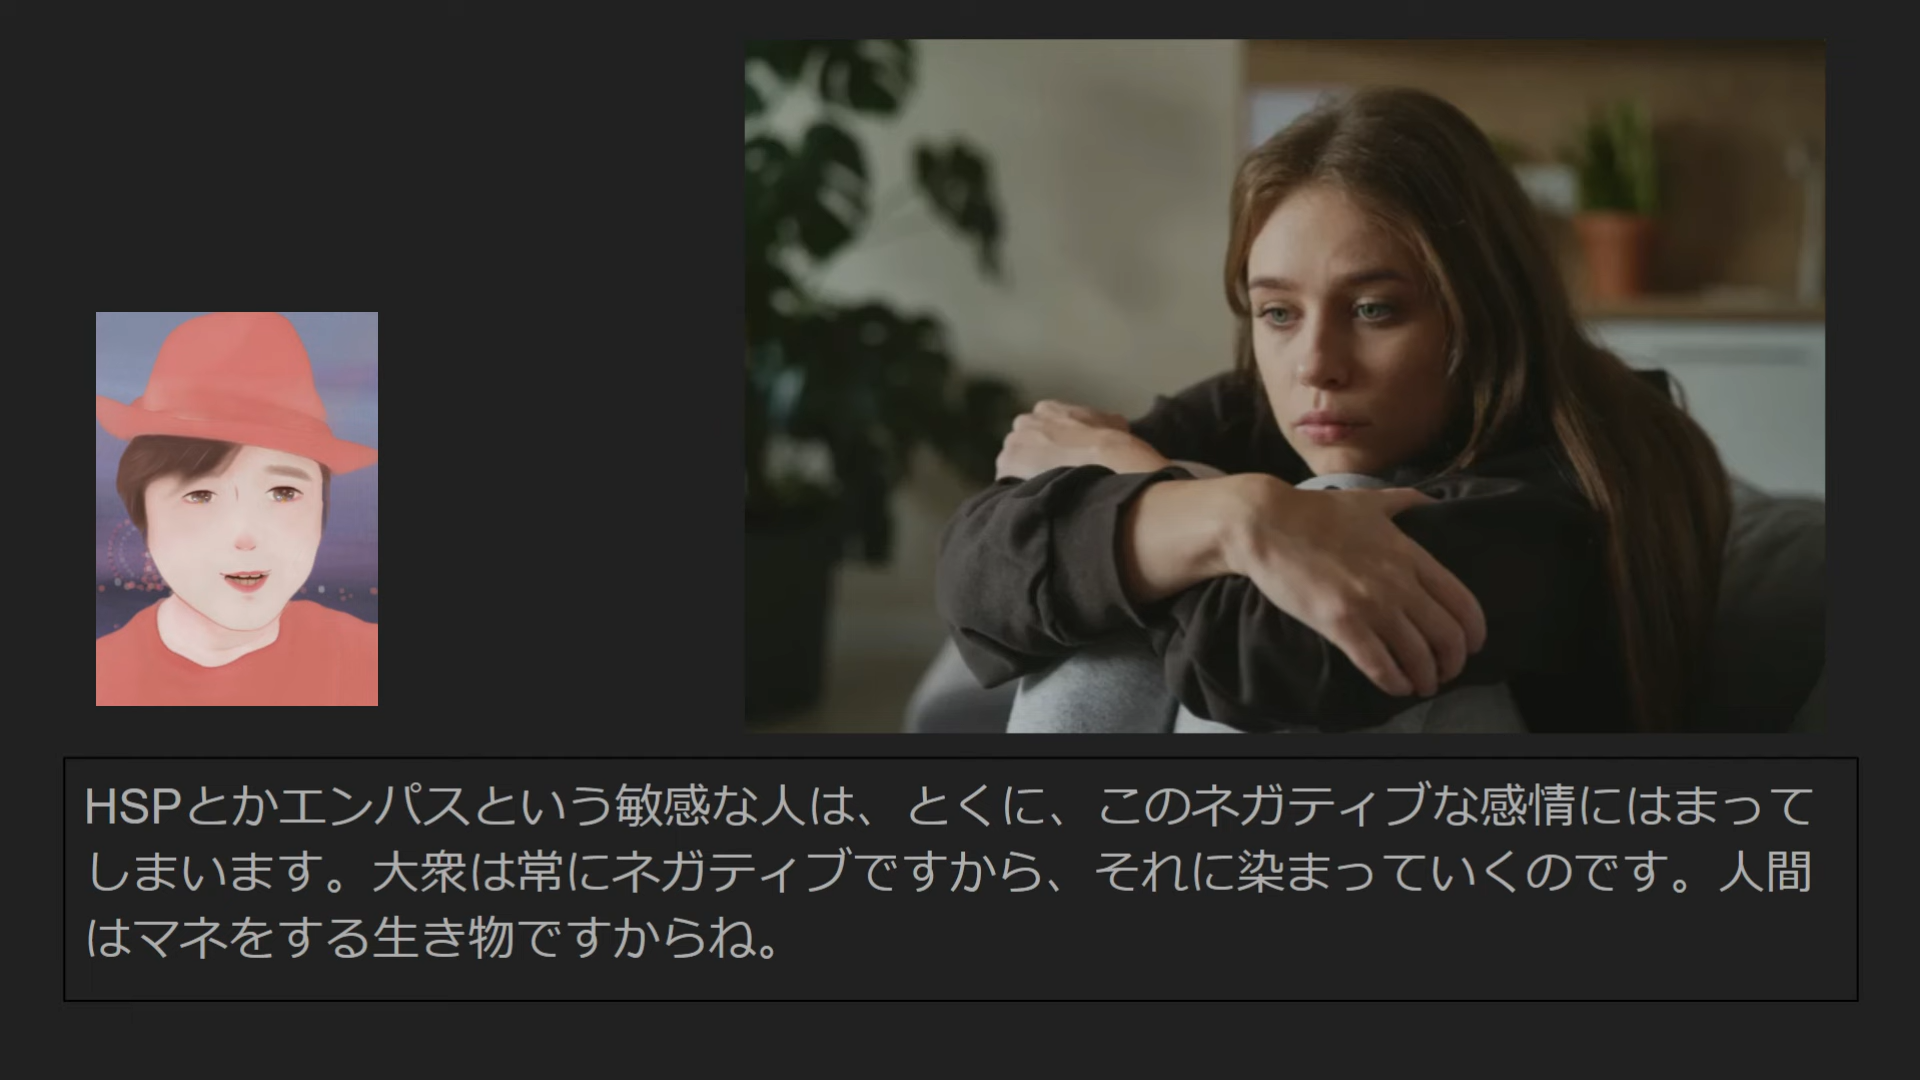 HSPとかエンパスという敏感な人は、とくに、このネガティブな感情にはまって
しまいます。大衆は常にネガティブですから、それに染まっていくのです。人間
はマネをする生き物ですからね。